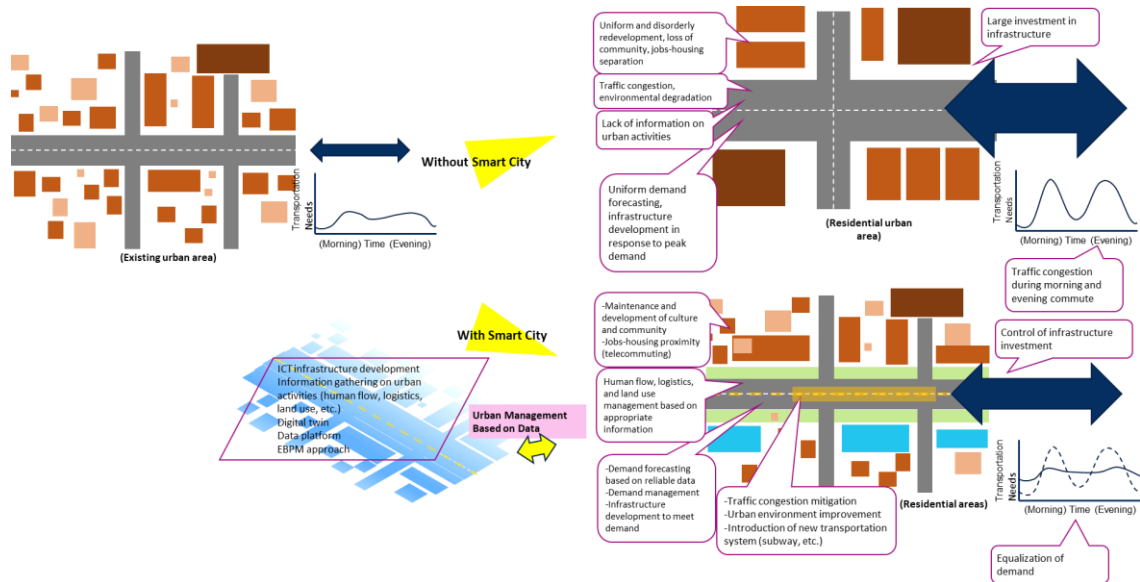 (Existing urban area)
Transportation
Needs
(Morning) Time (Evening)
Without Smart City
Uniform and disorderly
redevelopment, loss of
community, jobs-housing
separation
Traffic congestion,
environmental degradation
Lack of information on
urban activities
Uniform demand
forecasting,
infrastructure
development in
response to peak
demand
(Residential urban
area)
Large investment in
infrastructure
Transportation
Needs
(Morning) Time (Evening)
Traffic congestion
during morning and
evening commute
With Smart City
ICT infrastructure development
Information gathering on urban
activities (human flow, logistics,
land use, etc.)
Digital twin
Data platform
EBPM approach
Urban Management
Based on Data
-Maintenance and
development of culture
and community
-Jobs-housing proximity
(telecommuting)
Human flow, logistics,
and land use
management based on
appropriate
information
-Demand forecasting
based on reliable data
-Demand management
-Infrastructure
development to meet
demand
-Traffic congestion mitigation
-Urban environment improvement
-Introduction of new transportation
system (subway, etc.)
(Residential areas)
Control of infrastructure
investment
Transportation
Needs
(Morning) Time (Evening)
Equalization of
demand